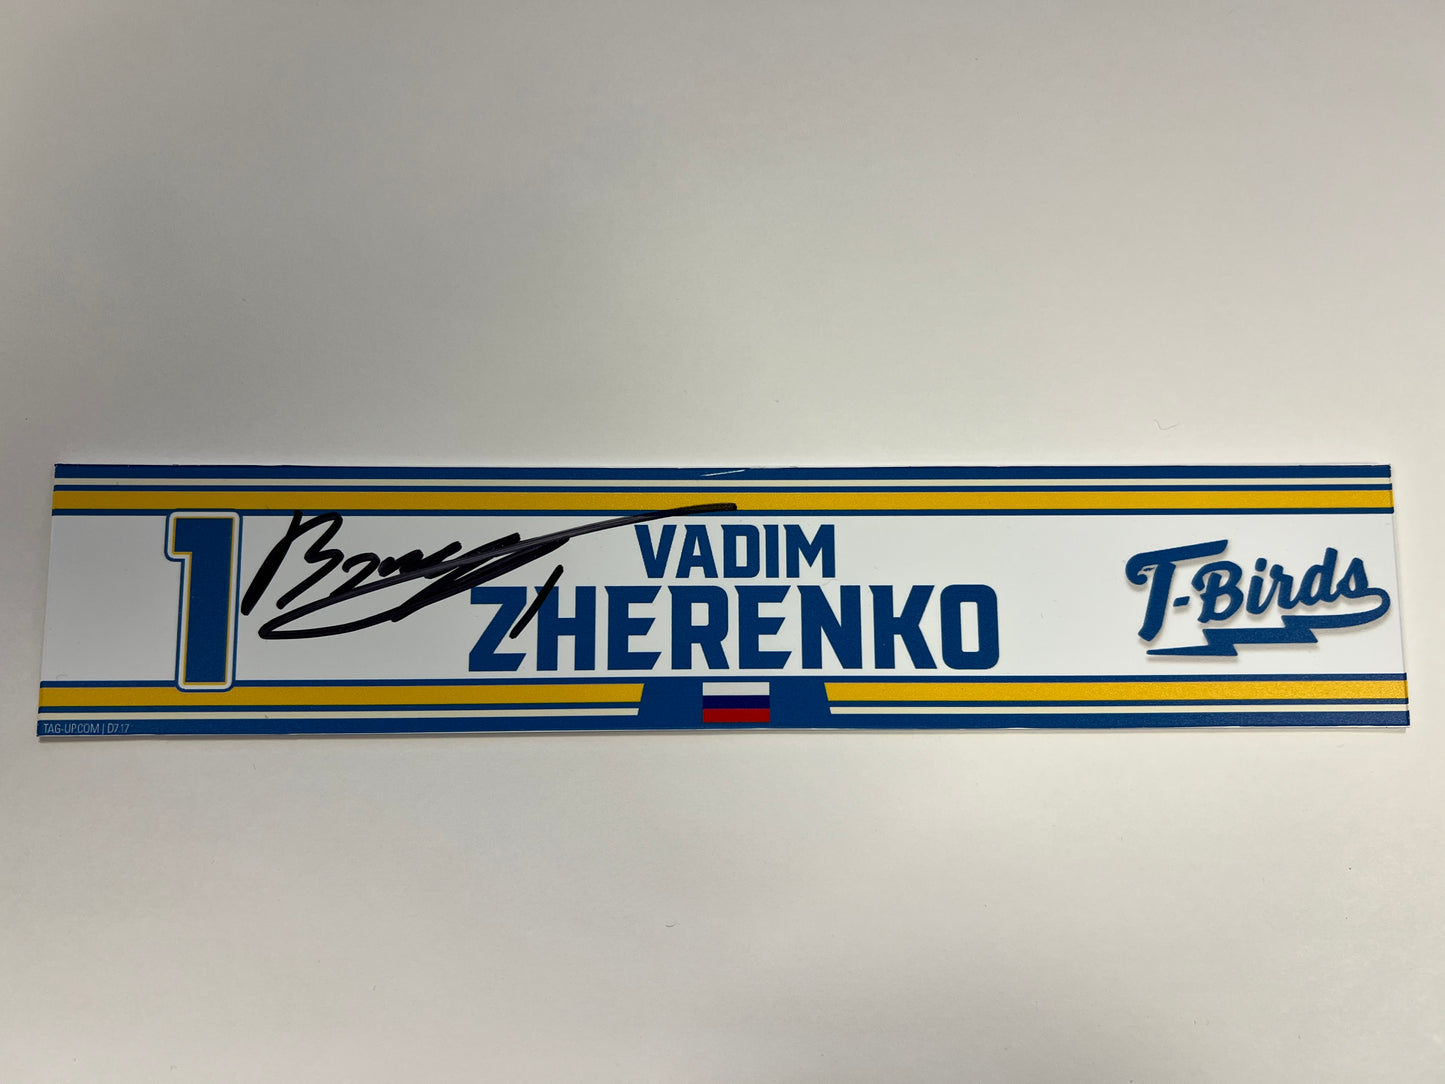 1
VADIM
ZHERENKO
T-Birds
TAG-UP.COM | D7.17